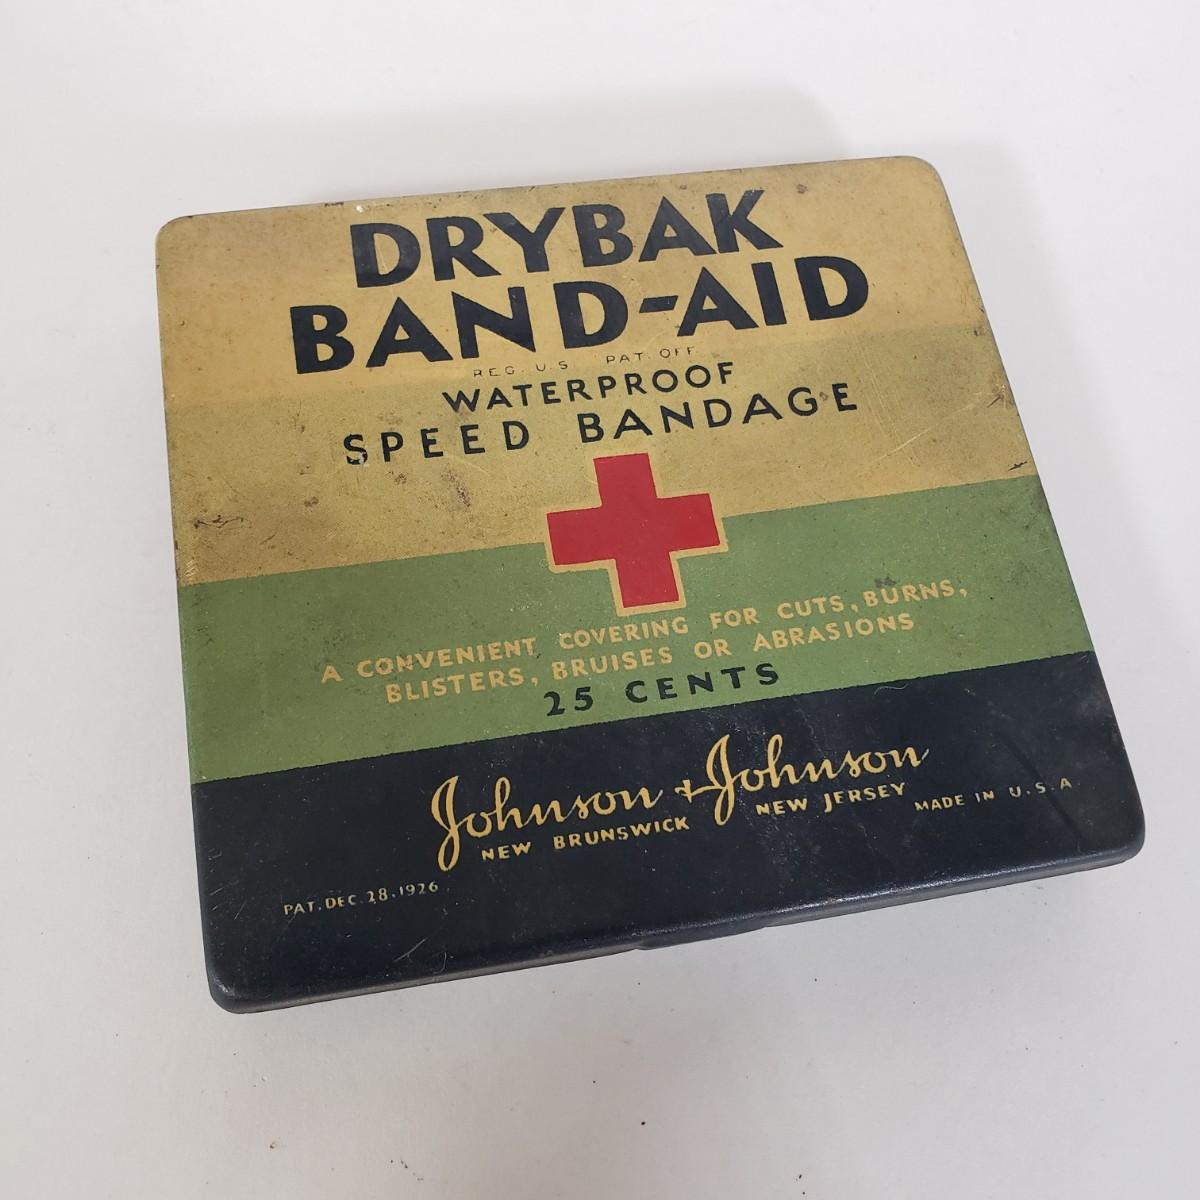 DRYBAK
BAND-AID
REG. U.S. PAT. OFF.
WATERPROOF
SPEED BANDAGE
A CONVENIENT COVERING FOR CUTS, BURNS,
BLISTERS, BRUISES OR ABRASIONS
25 CENTS
Johnson & Johnson
NEW BRUNSWICK NEW JERSEY MADE IN U.S.A
PAT. DEC. 28. 1926